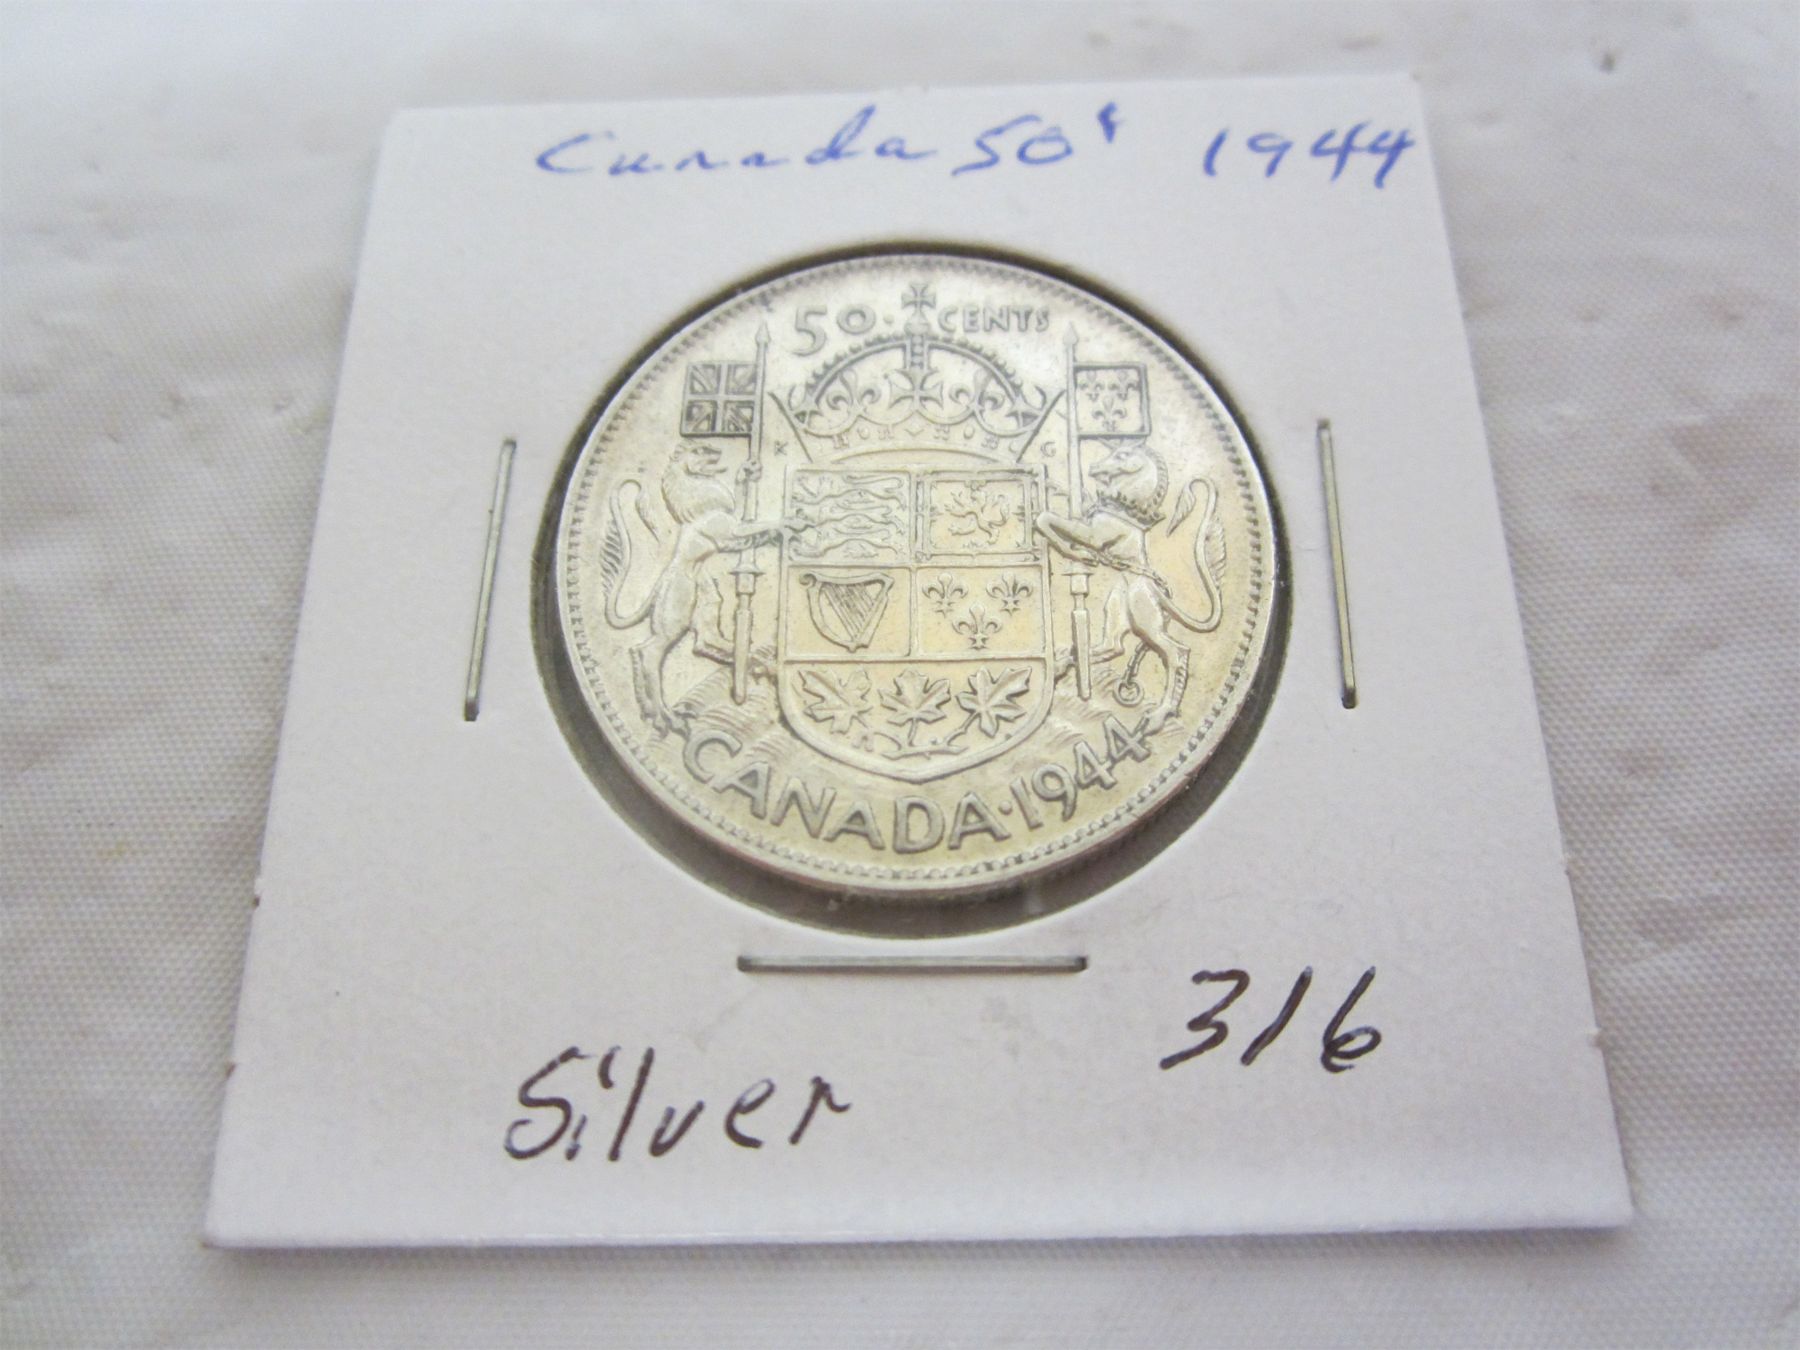 Canada 50¢ 1944
50 · CENTS
K G
CANADA · 1944
316
Silver